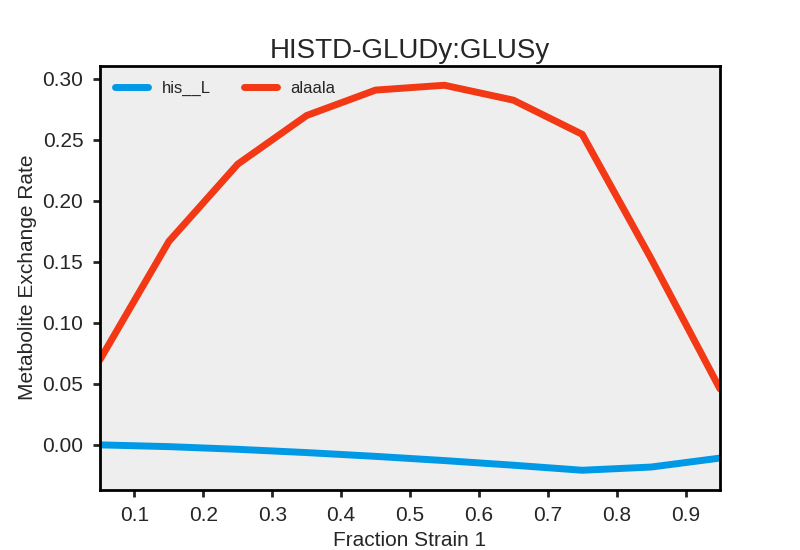 HISTD-GLUDy:GLUSy
his__L
alaala
Metabolite Exchange Rate
0.30
0.25
0.20
0.15
0.10
0.05
0.00
0.1 0.2 0.3 0.4 0.5 0.6 0.7 0.8 0.9
Fraction Strain 1